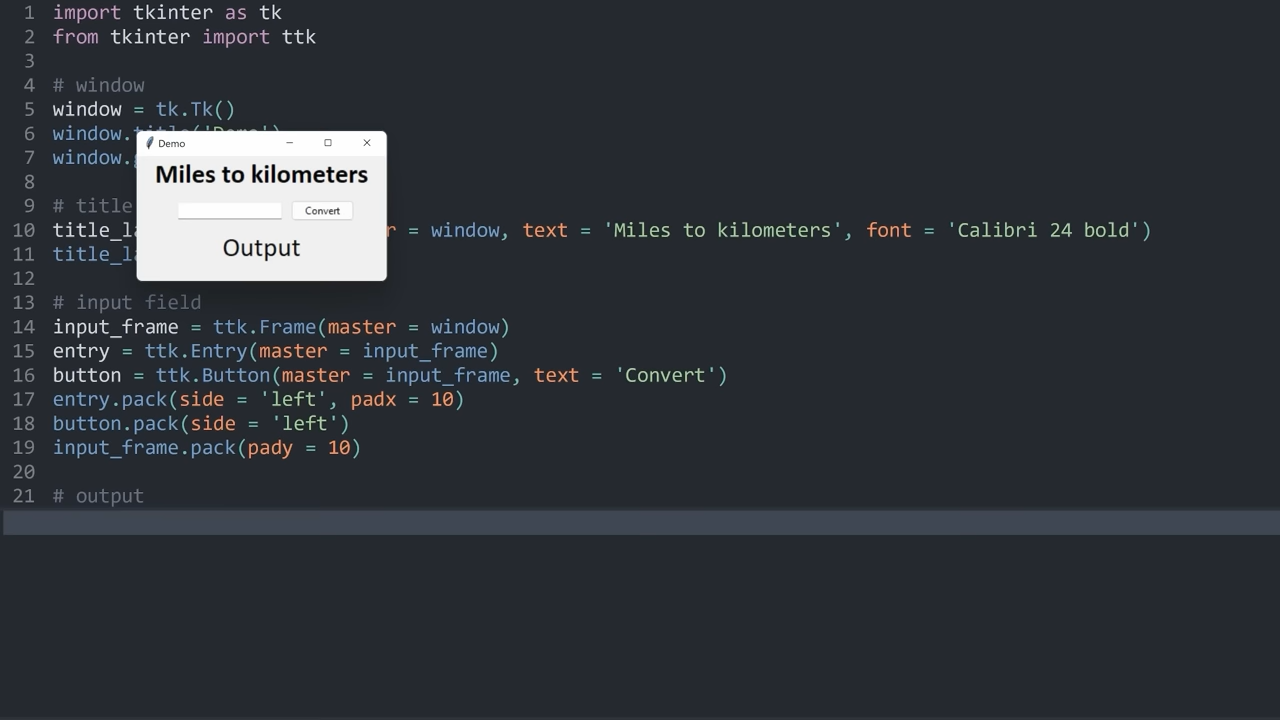 1 import tkinter as tk
2 from tkinter import ttk
3
4 # window
5 window = tk.Tk()
6 window.title('Demo')
7 window.g
8
9 # title
10 title_la r = window, text = 'Miles to kilometers', font = 'Calibri 24 bold')
11 title_la
12
13 # input field
14 input_frame = ttk.Frame(master = window)
15 entry = ttk.Entry(master = input_frame)
16 button = ttk.Button(master = input_frame, text = 'Convert')
17 entry.pack(side = 'left', padx = 10)
18 button.pack(side = 'left')
19 input_frame.pack(pady = 10)
20
21 # output
Demo
Miles to kilometers
Convert
Output